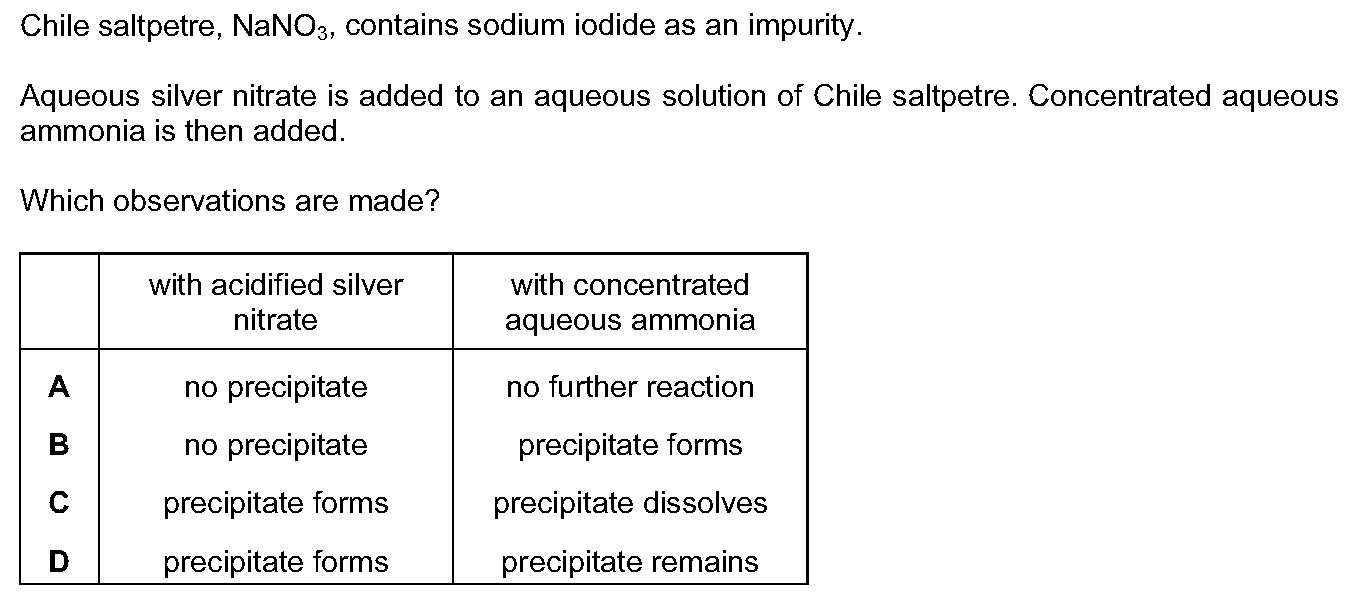 Chile saltpetre, NaNO₃, contains sodium iodide as an impurity.
Aqueous silver nitrate is added to an aqueous solution of Chile saltpetre. Concentrated aqueous
ammonia is then added.
Which observations are made?
with acidified silver
nitrate
with concentrated
aqueous ammonia
A no precipitate no further reaction
B no precipitate precipitate forms
C precipitate forms precipitate dissolves
D precipitate forms precipitate remains